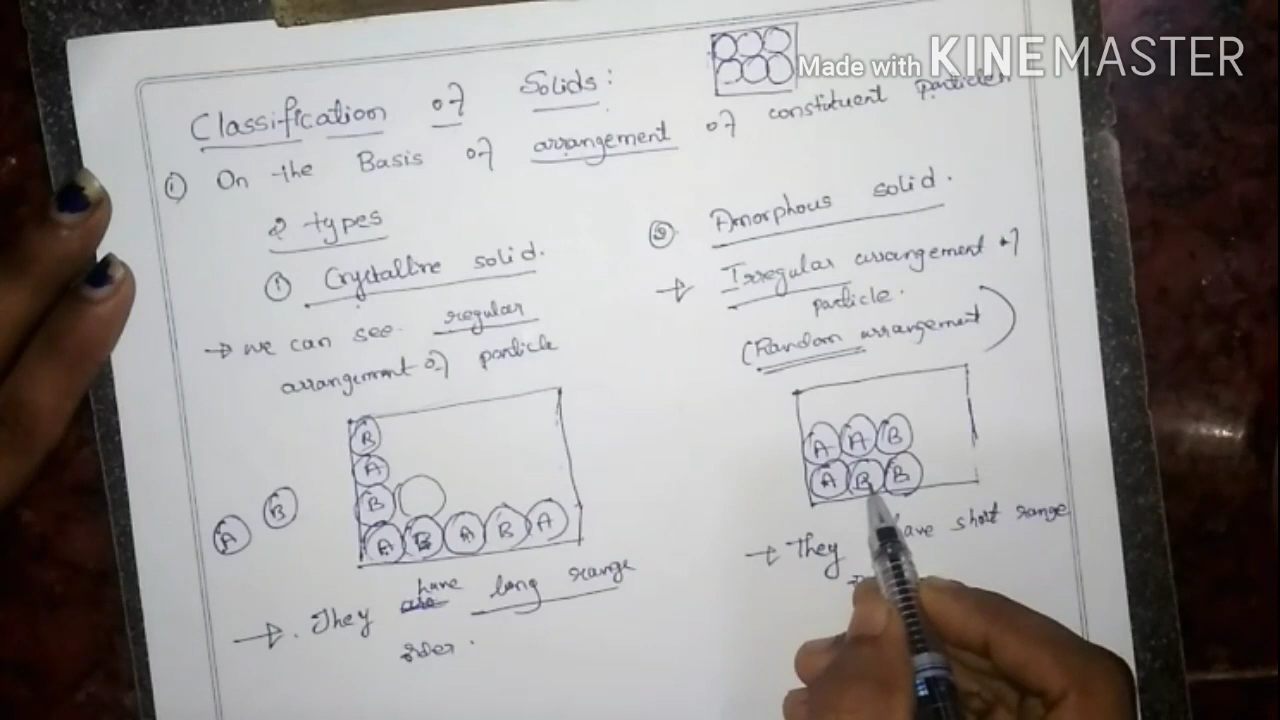 Made with KINEMASTER
Classification of Solids:
① On the Basis of arrangement of constituent particles
2 types
① Crystalline solid.
→ we can see regular
arrangement of particle
B
A
B
A B A B A
A B
→ . They have long range
order.
② Amorphous solid.
→ Irregular arrangement of
particle.
(Random arrangement)
A A B
A B B
→ They have short range